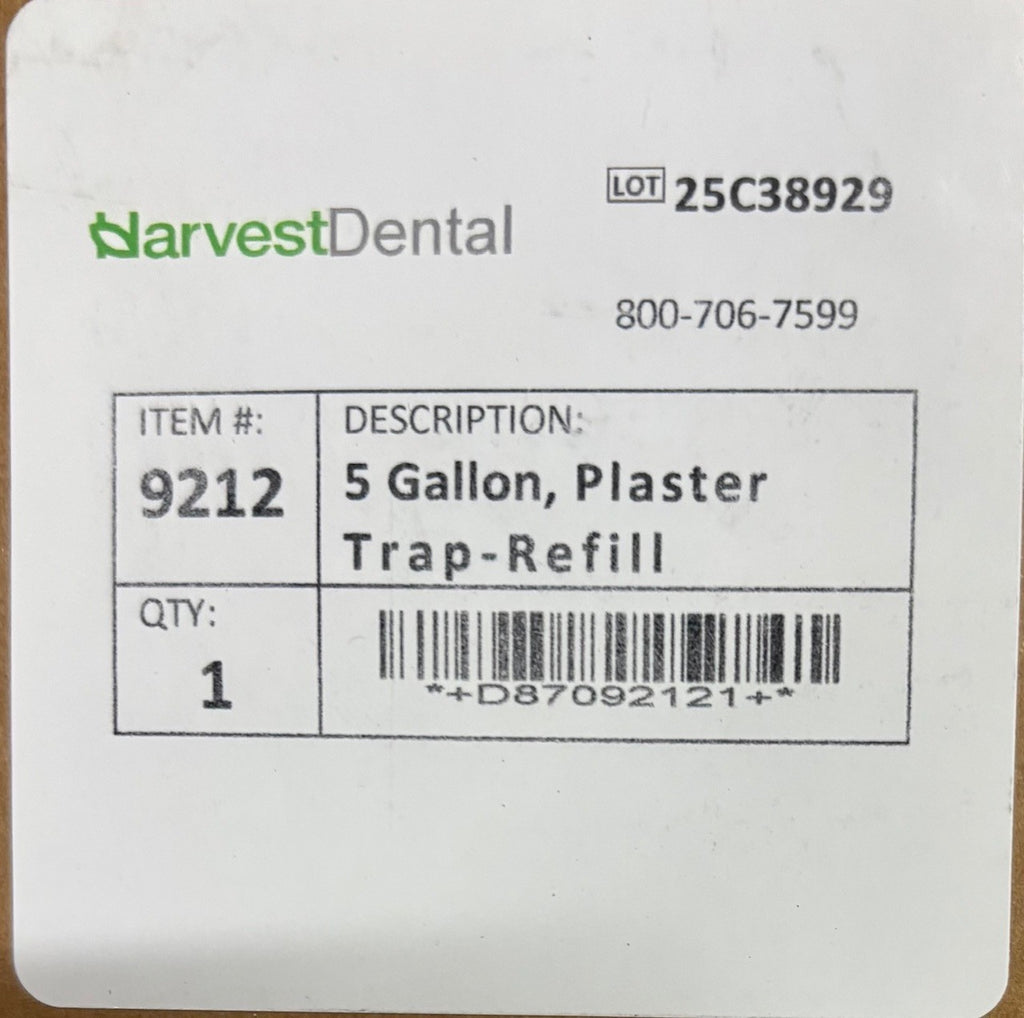 HarvestDental
LOT 25C38929
800-706-7599
ITEM #:
9212
DESCRIPTION:
5 Gallon, Plaster
Trap-Refill
QTY:
1
*+D87092121+*